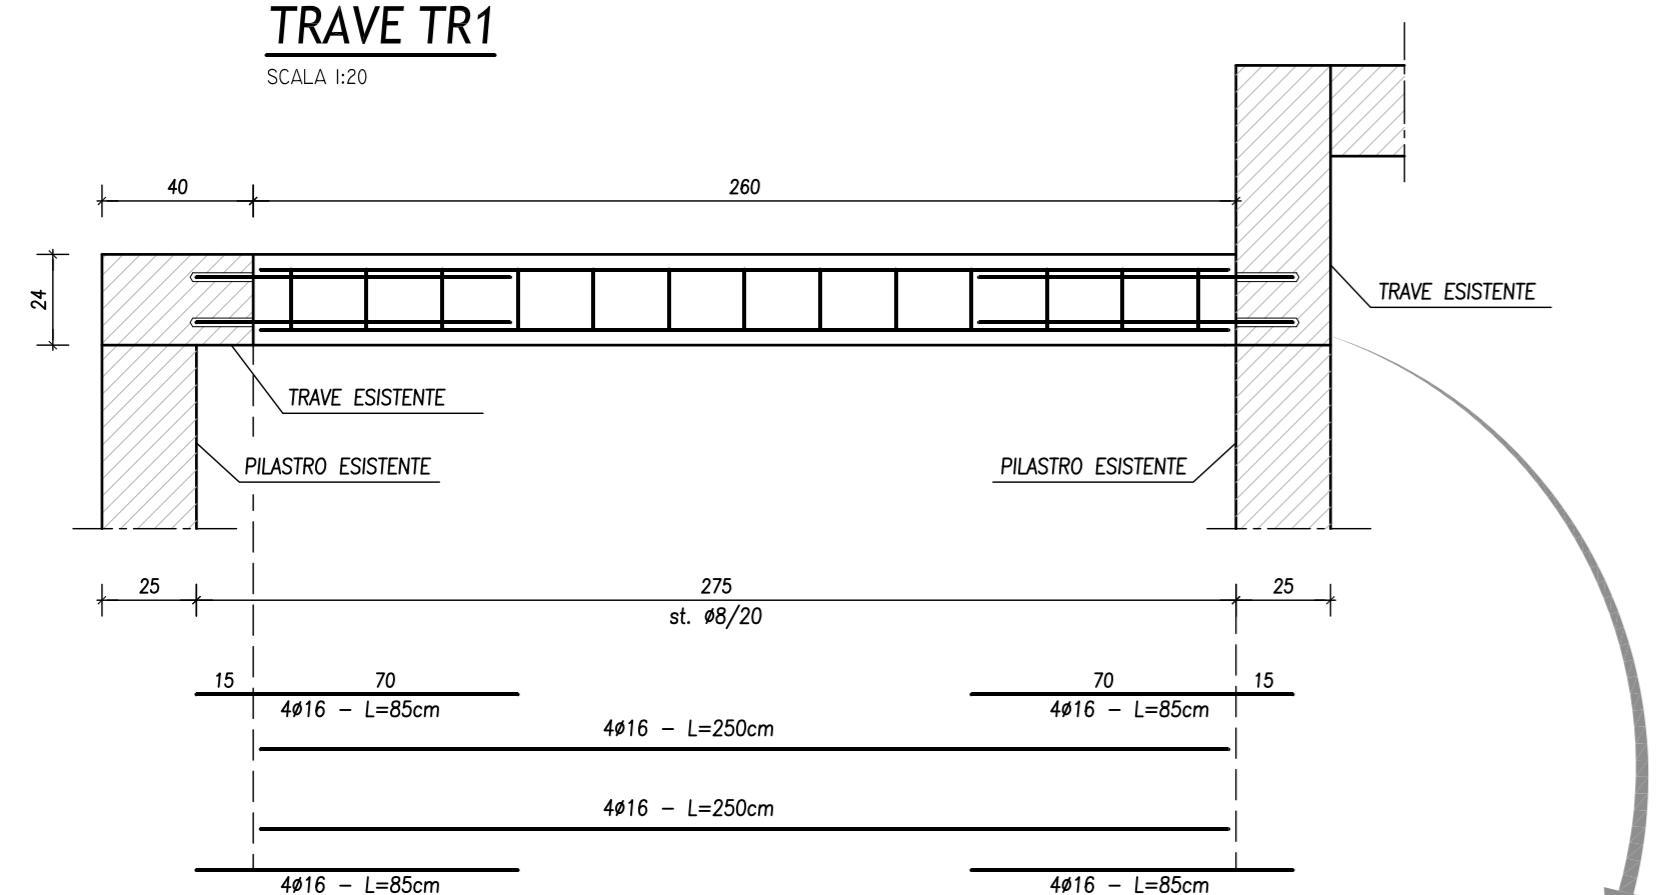 TRAVE TR1
SCALA 1:20
40
260
24
TRAVE ESISTENTE
TRAVE ESISTENTE
PILASTRO ESISTENTE
PILASTRO ESISTENTE
25
275
25
st. ø8/20
15
70
70
15
4ø16 – L=85cm
4ø16 – L=85cm
4ø16 – L=250cm
4ø16 – L=250cm
4ø16 – L=85cm
4ø16 – L=85cm